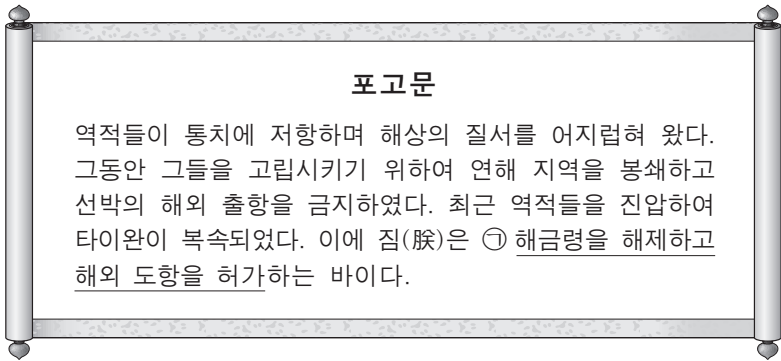 포고문
역적들이 통치에 저항하며 해상의 질서를 어지럽혀 왔다.
그동안 그들을 고립시키기 위하여 연해 지역을 봉쇄하고
선박의 해외 출항을 금지하였다. 최근 역적들을 진압하여
타이완이 복속되었다. 이에 짐(朕)은 ㉠ 해금령을 해제하고
해외 도항을 허가하는 바이다.